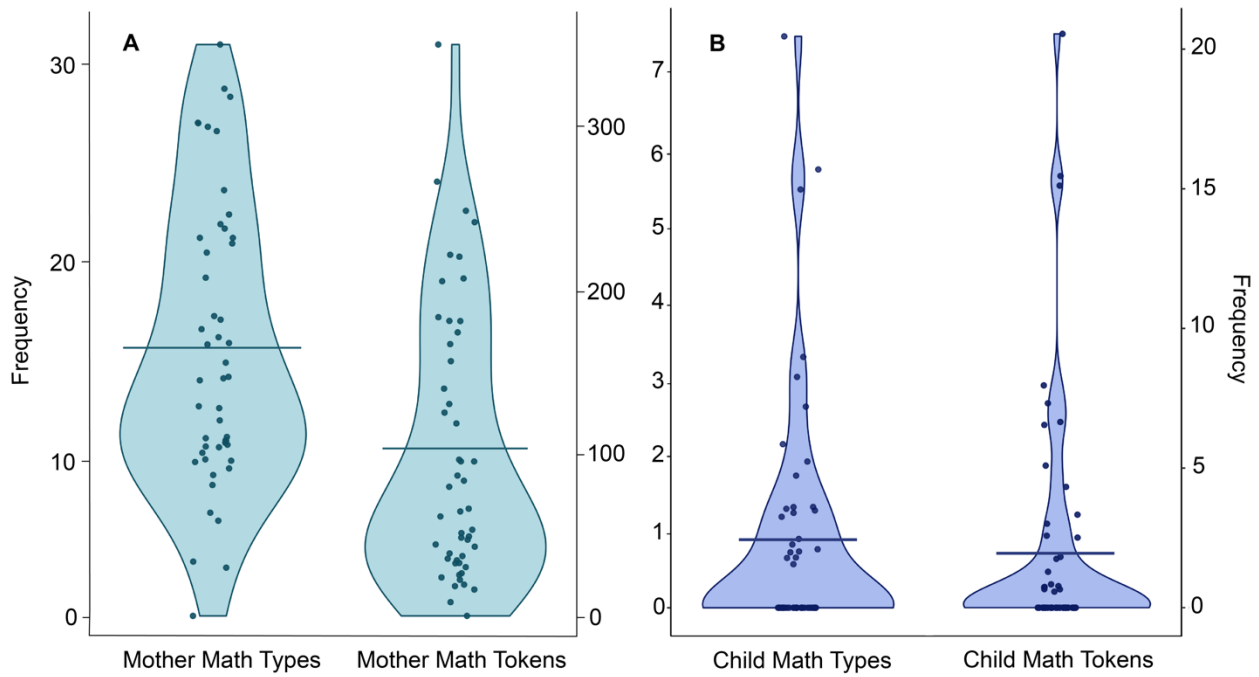 A
B
30
20
10
0
Frequency
300
200
100
0
7
6
5
4
3
2
1
0
20
15
10
5
0
Frequency
Mother Math Types
Mother Math Tokens
Child Math Types
Child Math Tokens